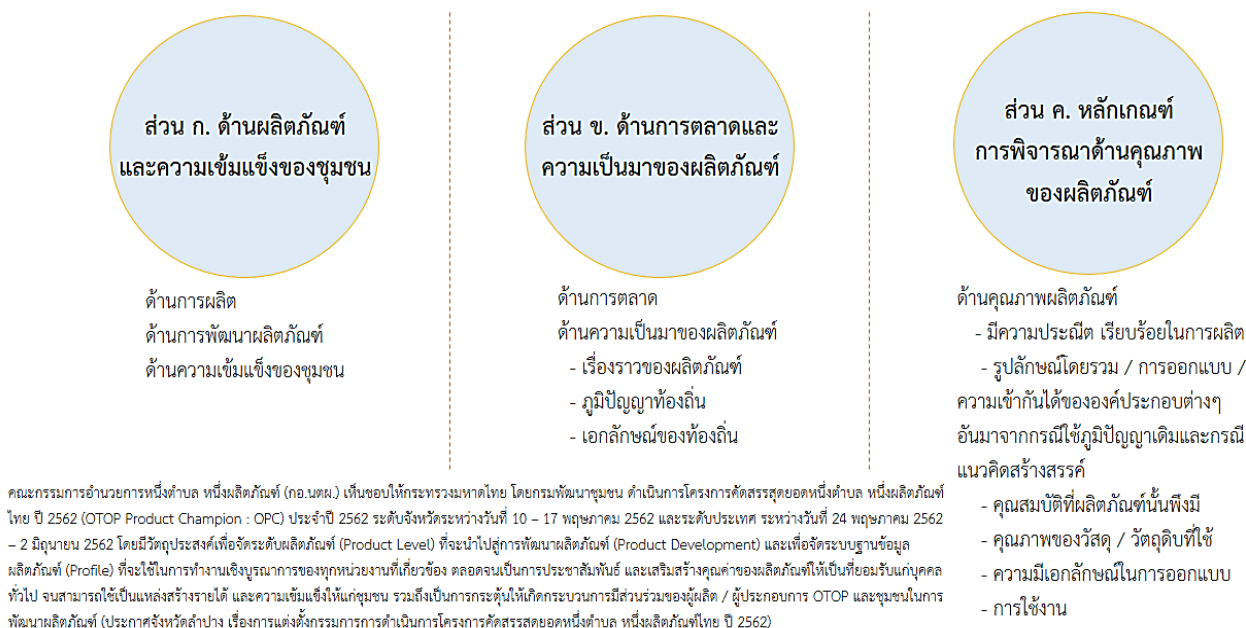 ส่วน ก. ด้านผลิตภัณฑ์
และความเข้มแข็งของชุมชน
ด้านการผลิต
ด้านการพัฒนาผลิตภัณฑ์
ด้านความเข้มแข็งของชุมชน
ส่วน ข. ด้านการตลาดและ
ความเป็นมาของผลิตภัณฑ์
ด้านการตลาด
ด้านความเป็นมาของผลิตภัณฑ์
- เรื่องราวของผลิตภัณฑ์
- ภูมิปัญญาท้องถิ่น
- เอกลักษณ์ของท้องถิ่น
ส่วน ค. หลักเกณฑ์
การพิจารณาด้านคุณภาพ
ของผลิตภัณฑ์
ด้านคุณภาพผลิตภัณฑ์
- มีความประณีต เรียบร้อยในการผลิต
- รูปลักษณ์โดยรวม / การออกแบบ /
ความเข้ากันได้ขององค์ประกอบต่างๆ
อันมาจากกรณีใช้ภูมิปัญญาเดิมและกรณี
แนวคิดสร้างสรรค์
- คุณสมบัติที่ผลิตภัณฑ์นั้นพึงมี
- คุณภาพของวัสดุ / วัตถุดิบที่ใช้
- ความมีเอกลักษณ์ในการออกแบบ
- การใช้งาน
คณะกรรมการอำนวยการหนึ่งตำบล หนึ่งผลิตภัณฑ์ (กอ.นตผ.) เห็นชอบให้กระทรวงมหาดไทย โดยกรมพัฒนาชุมชน ดำเนินการโครงการคัดสรรสุดยอดหนึ่งตำบล หนึ่งผลิตภัณฑ์
ไทย ปี 2562 (OTOP Product Champion : OPC) ประจำปี 2562 ระดับจังหวัดระหว่างวันที่ 10 – 17 พฤษภาคม 2562 และระดับประเทศ ระหว่างวันที่ 24 พฤษภาคม 2562
– 2 มิถุนายน 2562 โดยมีวัตถุประสงค์เพื่อจัดระดับผลิตภัณฑ์ (Product Level) ที่จะนำไปสู่การพัฒนาผลิตภัณฑ์ (Product Development) และเพื่อจัดระบบฐานข้อมูล
ผลิตภัณฑ์ (Profile) ที่จะใช้ในการทำงานเชิงบูรณาการของทุกหน่วยงานที่เกี่ยวข้อง ตลอดจนเป็นการประชาสัมพันธ์ และเสริมสร้างคุณค่าของผลิตภัณฑ์ให้เป็นที่ยอมรับแก่บุคคล
ทั่วไป จนสามารถใช้เป็นแหล่งสร้างรายได้ และความเข้มแข็งให้แก่ชุมชน รวมถึงเป็นการกระตุ้นให้เกิดกระบวนการมีส่วนร่วมของผู้ผลิต / ผู้ประกอบการ OTOP และชุมชนในการ
พัฒนาผลิตภัณฑ์ (ประกาศจังหวัดลำปาง เรื่องการแต่งตั้งกรรมการการดำเนินการโครงการคัดสรรสุดยอดหนึ่งตำบล หนึ่งผลิตภัณฑ์ไทย ปี 2562)